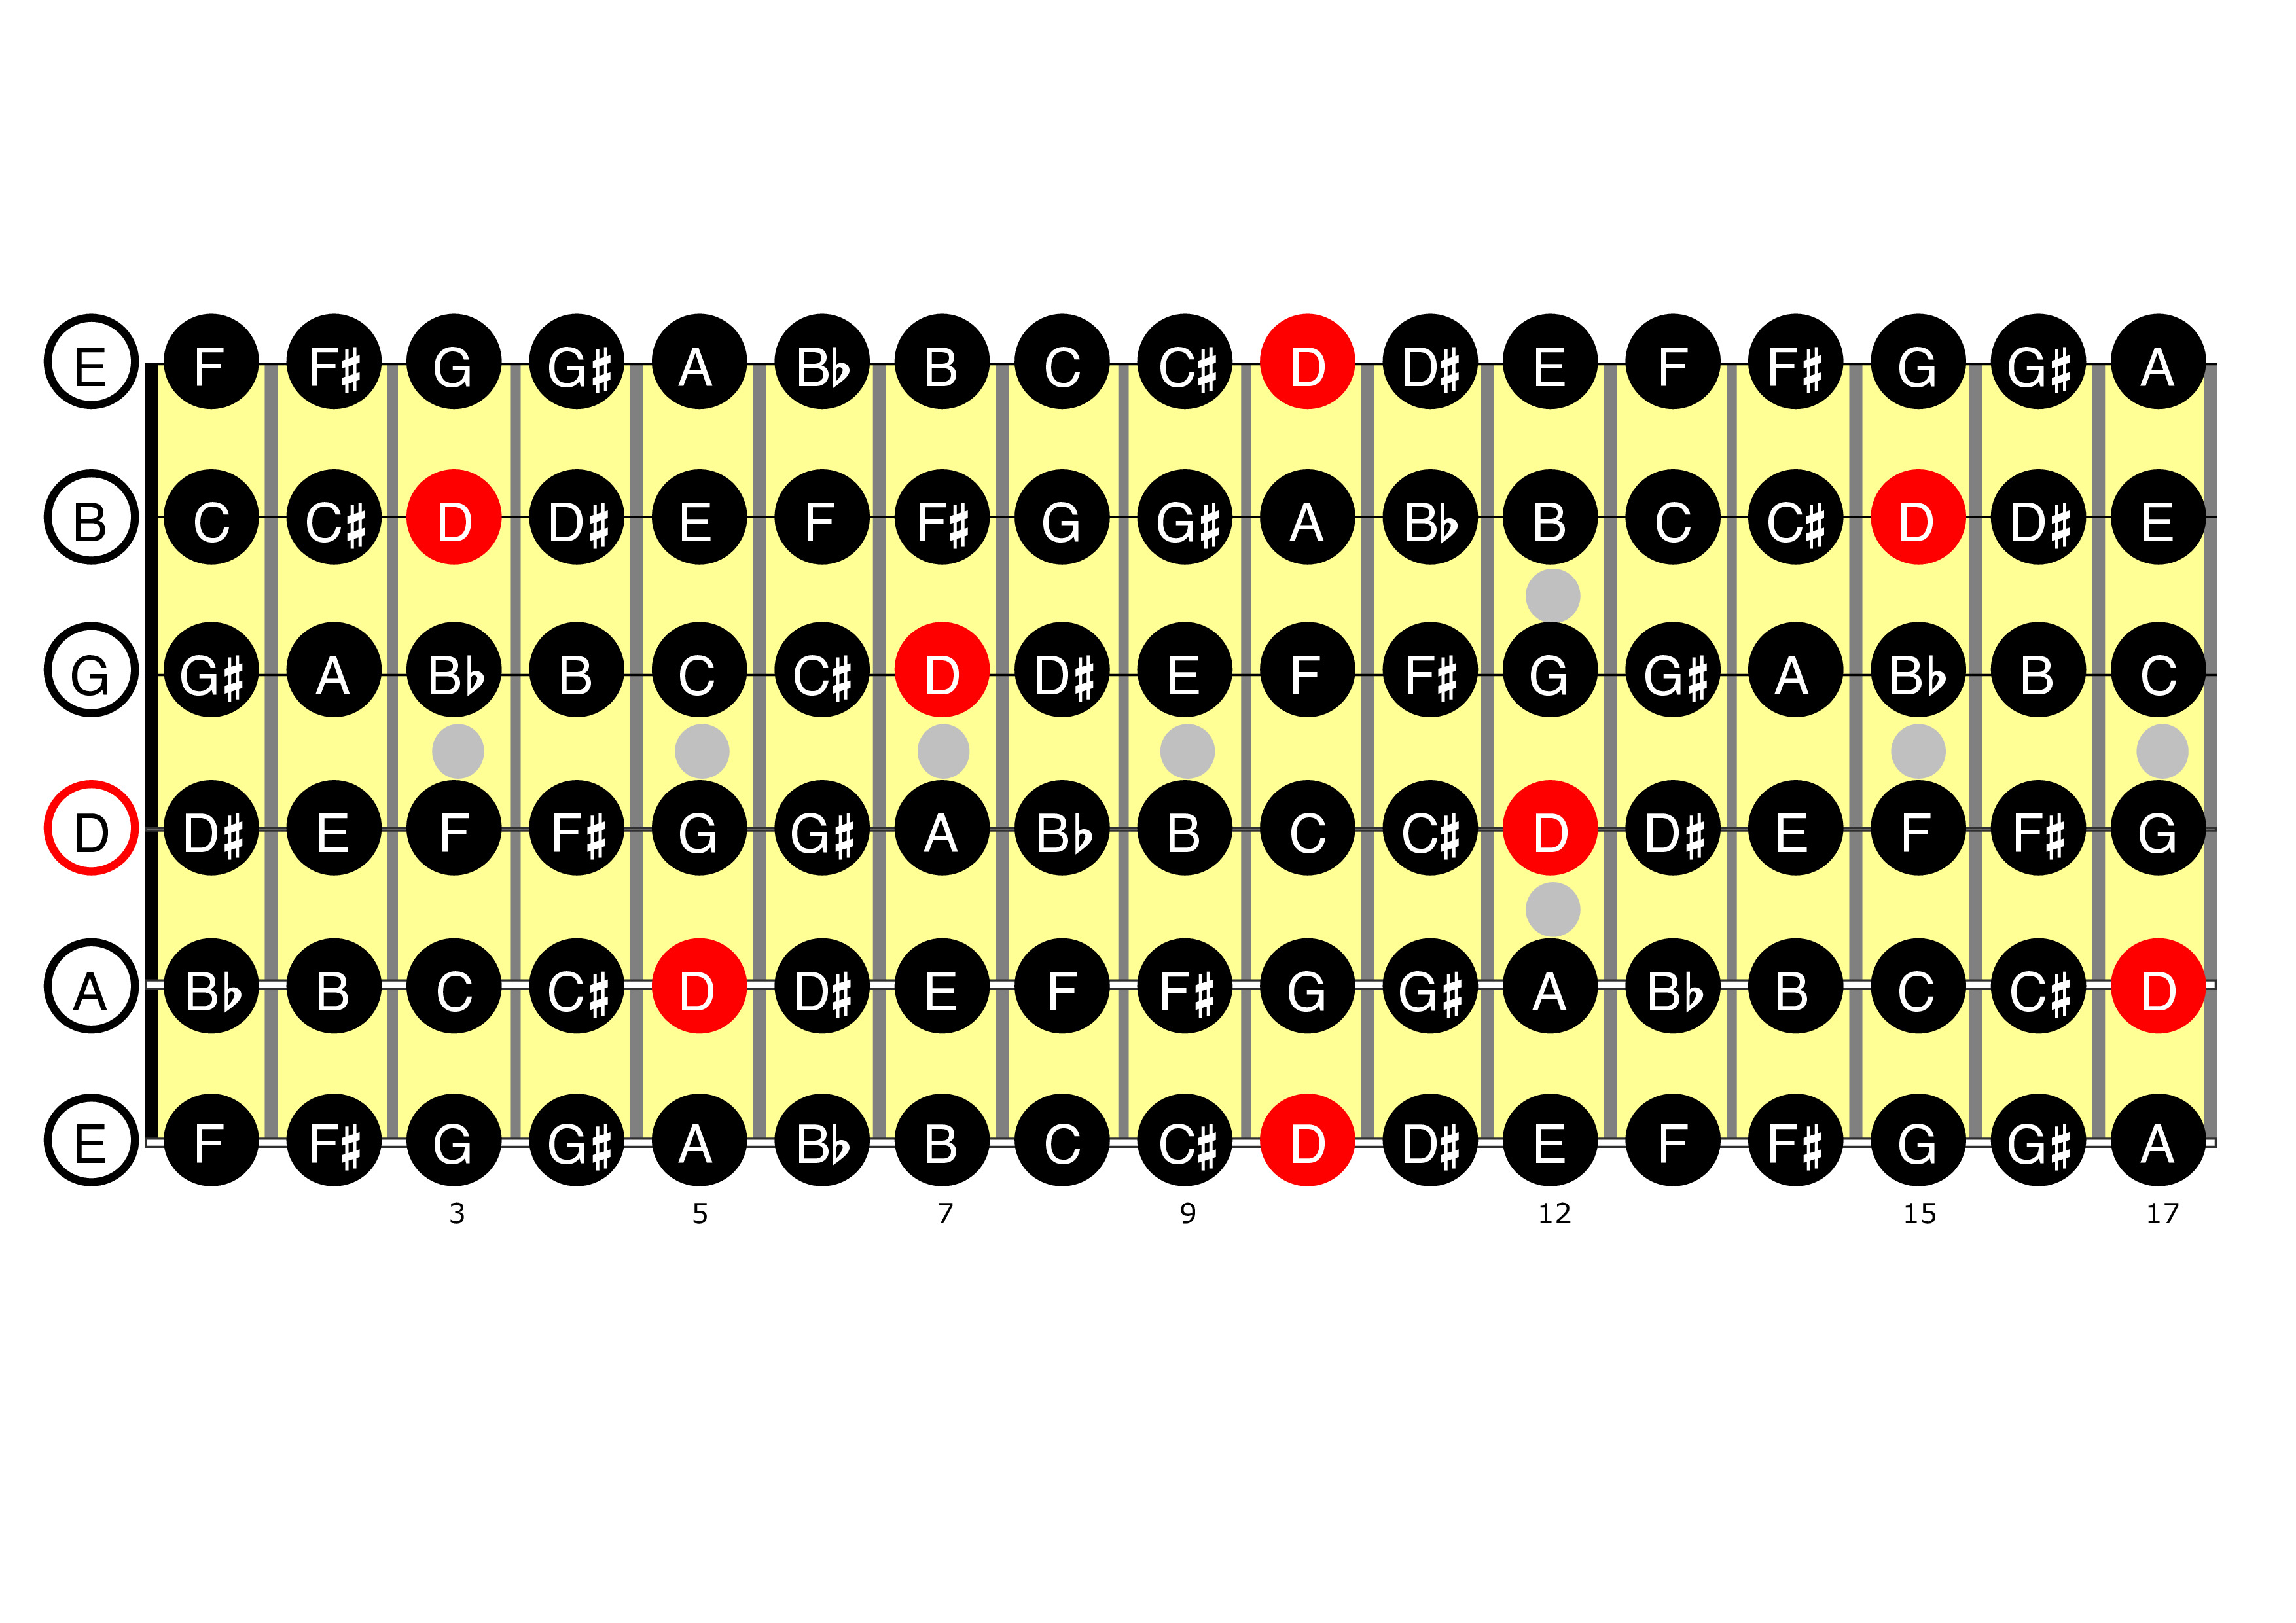 E F F♯ G G♯ A B♭ B C C♯ D D♯ E F F♯ G G♯ A
B C C♯ D D♯ E F F♯ G G♯ A B♭ B C C♯ D D♯ E
G G♯ A B♭ B C C♯ D D♯ E F F♯ G G♯ A B♭ B C
D D♯ E F F♯ G G♯ A B♭ B C C♯ D D♯ E F F♯ G
A B♭ B C C♯ D D♯ E F F♯ G G♯ A B♭ B C C♯ D
E F F♯ G G♯ A B♭ B C C♯ D D♯ E F F♯ G G♯ A
3 5 7 9 12 15 17